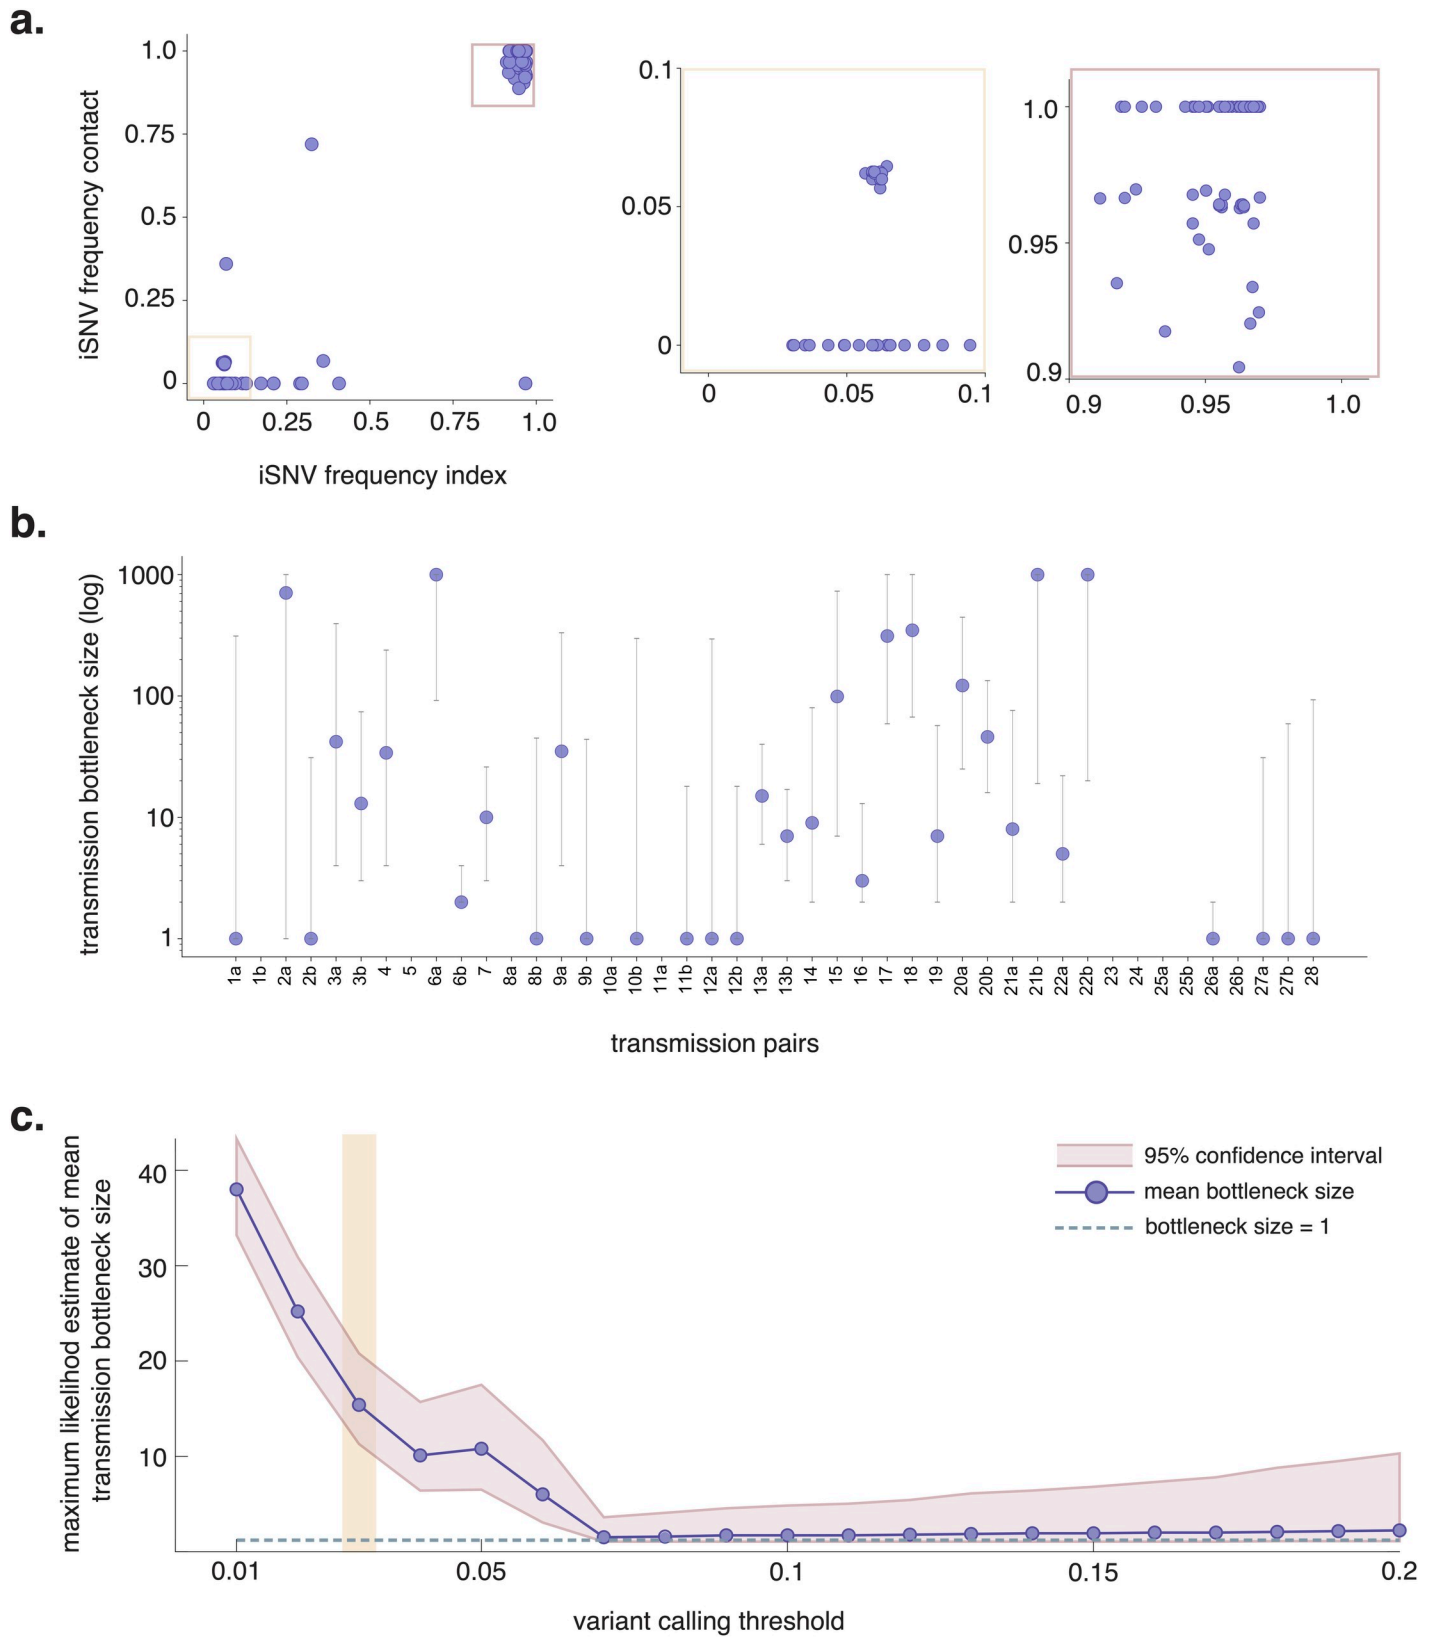 a.
iSNV frequency contact
1.0
0.75
0.5
0.25
0
0 0.25 0.5 0.75 1.0
iSNV frequency index
0.1
0.05
0
0 0.05 0.1
1.0
0.95
0.9
0.9 0.95 1.0
b.
transmission bottleneck size (log)
1000
100
10
1
1a 1b 2a 2b 3a 3b 4 5 6a 6b 7 8a 8b 9a 9b 10a 10b 11a 11b 12a 12b 13a 13b 14 15 16 17 18 19 20a 20b 21a 21b 22a 22b 23 24 25a 25b 26a 26b 27a 27b 28
transmission pairs
c.
maximum likelihod estimate of mean
transmission bottleneck size
40
30
20
10
0.01 0.05 0.1 0.15 0.2
variant calling threshold
95% confidence interval
mean bottleneck size
bottleneck size = 1